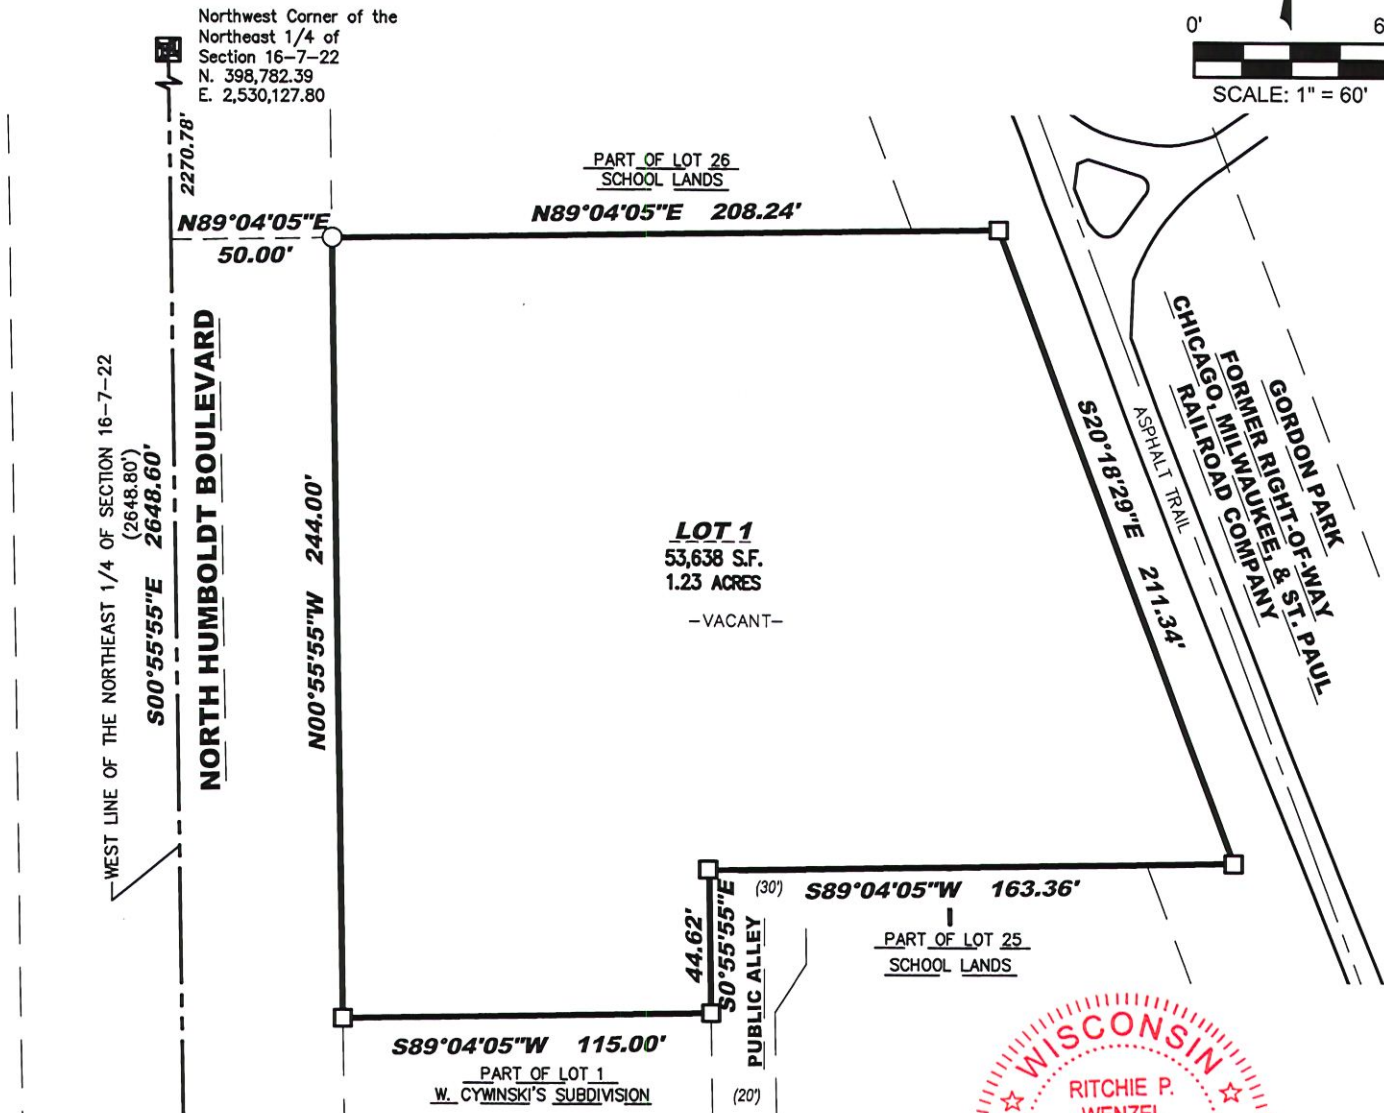 Northwest Corner of the
Northeast 1/4 of
Section 16-7-22
N. 398,782.39
E. 2,530,127.80
0'
6
SCALE: 1" = 60'
2270.78'
PART OF LOT 26
SCHOOL LANDS
N89°04'05"E
50.00'
N89°04'05"E 208.24'
WEST LINE OF THE NORTHEAST 1/4 OF SECTION 16-7-22
(2648.80')
S00°55'55"E 2648.60'
NORTH HUMBOLDT BOULEVARD
N00°55'55"W 244.00'
LOT 1
53,638 S.F.
1.23 ACRES
-VACANT-
S20°18'29"E 211.34'
ASPHALT TRAIL
GORDON PARK
FORMER RIGHT-OF-WAY
CHICAGO, MILWAUKEE, & ST. PAUL
RAILROAD COMPANY
44.62'
S0°55'55"E
(30')
PUBLIC ALLEY
S89°04'05"W 163.36'
PART OF LOT 25
SCHOOL LANDS
S89°04'05"W 115.00'
PART OF LOT 1
W. CYWINSKI'S SUBDIVISION
(20')
WISCONSIN
RITCHIE P.
WENZEL